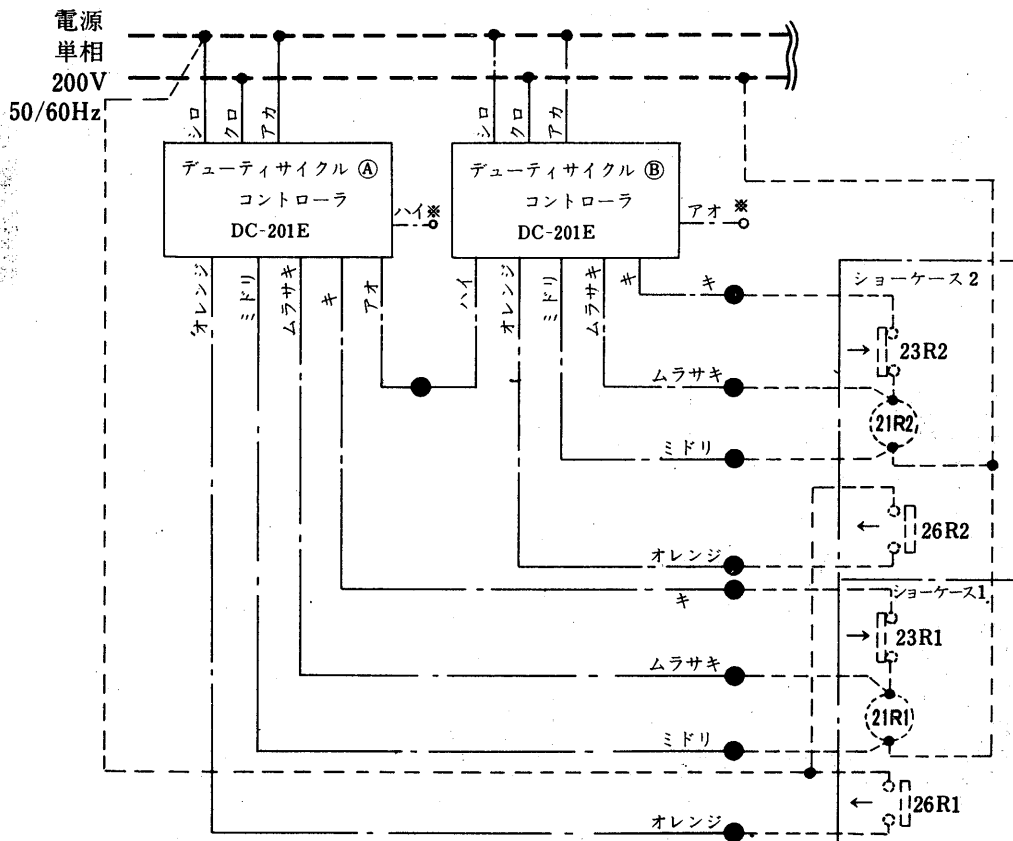 電源
単相
200V
50/60Hz
シロ
クロ
アカ
シロ
クロ
アカ
デューティサイクル Ⓐ
コントローラ
DC-201E
ハイ※
デューティサイクル Ⓑ
コントローラ
DC-201E
アオ ※
オレンジ
ミドリ
ムラサキ
キ
アオ
ハイ
オレンジ
ミドリ
ムラサキ
キ
キ
ショーケース2
→ 23R2
ムラサキ
21R2
ミドリ
← 26R2
オレンジ
キ
ショーケース1
→ 23R1
ムラサキ
21R1
ミドリ
← 26R1
オレンジ